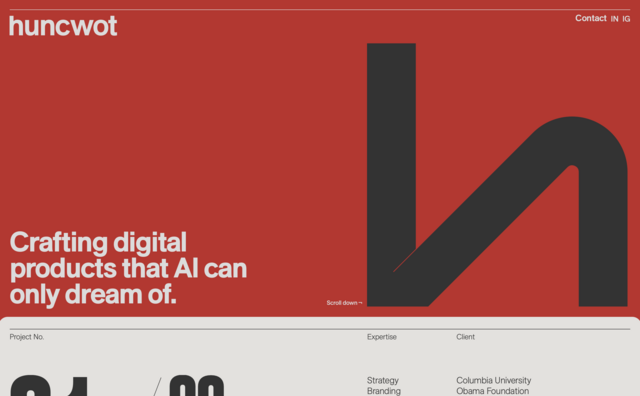 huncwot
Contact IN IG
Crafting digital
products that AI can
only dream of.
Scroll down
Project No.
Expertise
Client
Strategy
Columbia University
Branding
Obama Foundation